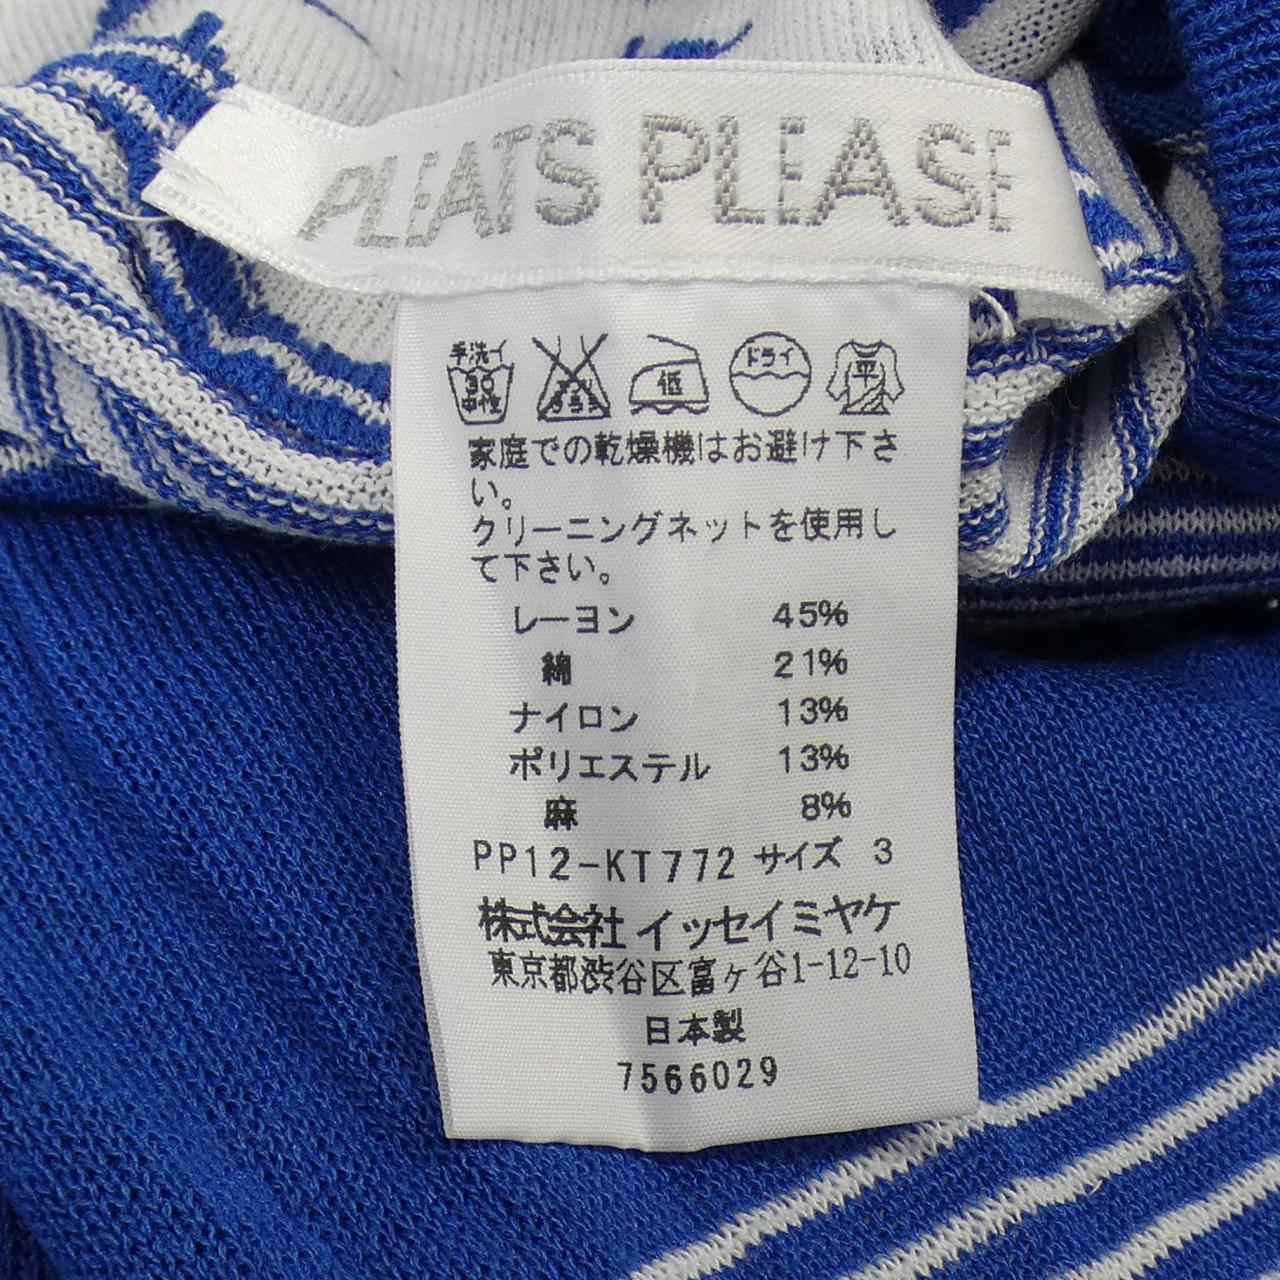 PLEATS PLEASE
手洗イ
30
中性
低
ドライ
平
家庭での乾燥機はお避け下さ
い。
クリーニングネットを使用し
て下さい。
レーヨン 45%
綿 21%
ナイロン 13%
ポリエステル 13%
麻 8%
PP12-KT772 サイズ 3
株式会社 イッセイミヤケ
東京都渋谷区富ヶ谷1-12-10
日本製
7566029